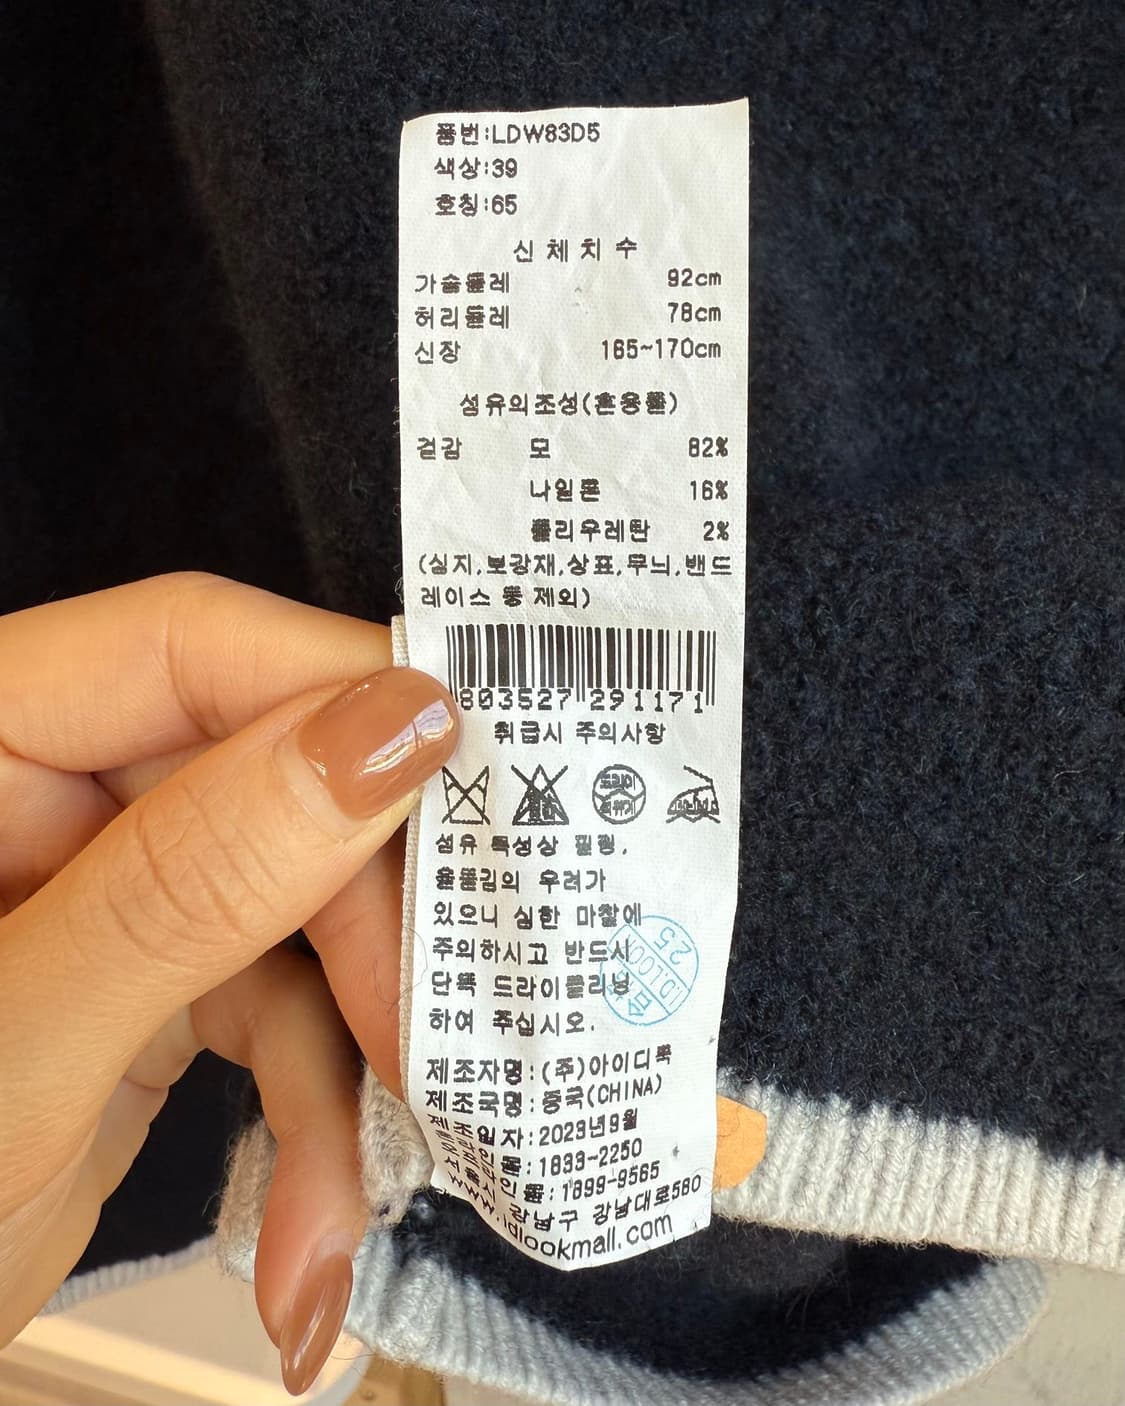 품번:LDW83D5
색상:39
호칭:65
신체치수
가슴둘레 92cm
허리둘레 78cm
신장 165~170cm
섬유의조성(혼용률)
겉감 모 82%
나일론 16%
폴리우레탄 2%
(심지,보강재,상표,무늬,밴드
레이스 등 제외)
803527 291171
취급시 주의사항
섬유 특성상 필링,
올뜯김의 우려가
있으니 심한 마찰에
주의하시고 반드시
단독 드라이클리닝
하여 주십시오.
IDLOOK
25
제조자명:(주)아이디룩
제조국명:중국(CHINA)
제조일자:2023년9월
:1833-2250
:1899-9565
강남구 강남대로580
www.idlookmall.com